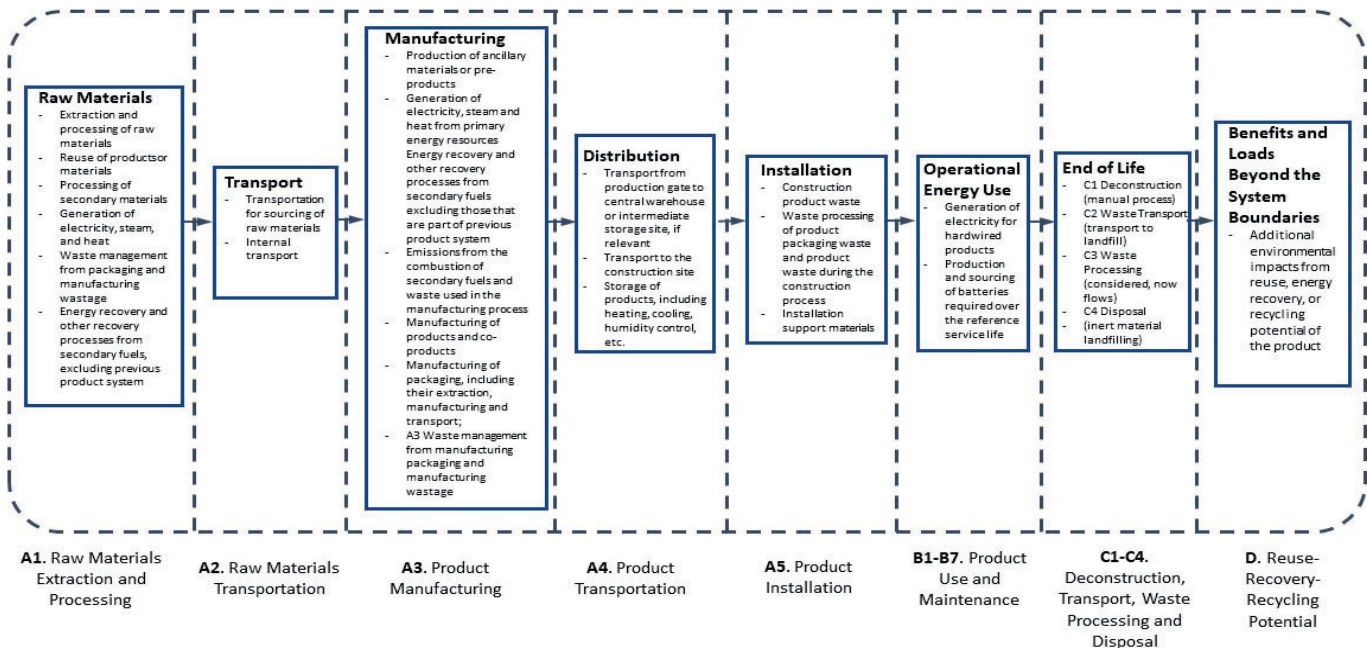 Raw Materials
- Extraction and
processing of raw
materials
- Reuse of productsor
materials
- Processing of
secondary materials
- Generation of
electricity, steam,
and heat
- Waste management
from packaging and
manufacturing
wastage
- Energy recovery and
other recovery
processes from
secondary fuels,
excluding previous
product system
Transport
- Transportation
for sourcing of
raw materials
- Internal
transport
Manufacturing
- Production of ancillary
materials or pre-
products
- Generation of
electricity, steam and
heat from primary
energy resources
Energy recovery and
other recovery
processes from
secondary fuels
excluding those that
are part of previous
product system
- Emissions from the
combustion of
secondary fuels and
waste used in the
manufacturing process
- Manufacturing of
products and co-
products
- Manufacturing of
packaging, including
their extraction,
manufacturing and
transport;
- A3 Waste management
from manufacturing
packaging and
manufacturing
wastage
Distribution
- Transport from
production gate to
central warehouse
or intermediate
storage site, if
relevant
- Transport to the
construction site
- Storage of
products, including
heating, cooling,
humidity control,
etc.
Installation
- Construction
product waste
- Waste processing
of product
packaging waste
and product
waste during the
construction
process
- Installation
support materials
Operational
Energy Use
- Generation of
electricity for
hardwired
products
- Production
and sourcing of
batteries
required over
the reference
service life
End of Life
- C1 Deconstruction
(manual process)
- C2 Waste Transport
(transport to
landfill)
- C3 Waste
Processing
(considered, now
flows)
- C4 Disposal
- (inert material
landfilling)
Benefits and
Loads
Beyond the
System
Boundaries
- Additional
environmental
impacts from
reuse, energy
recovery, or
recycling
potential of
the product
A1. Raw Materials
Extraction and
Processing
A2. Raw Materials
Transportation
A3. Product
Manufacturing
A4. Product
Transportation
A5. Product
Installation
B1-B7. Product
Use and
Maintenance
C1-C4.
Deconstruction,
Transport, Waste
Processing and
Disposal
D. Reuse-
Recovery-
Recycling
Potential